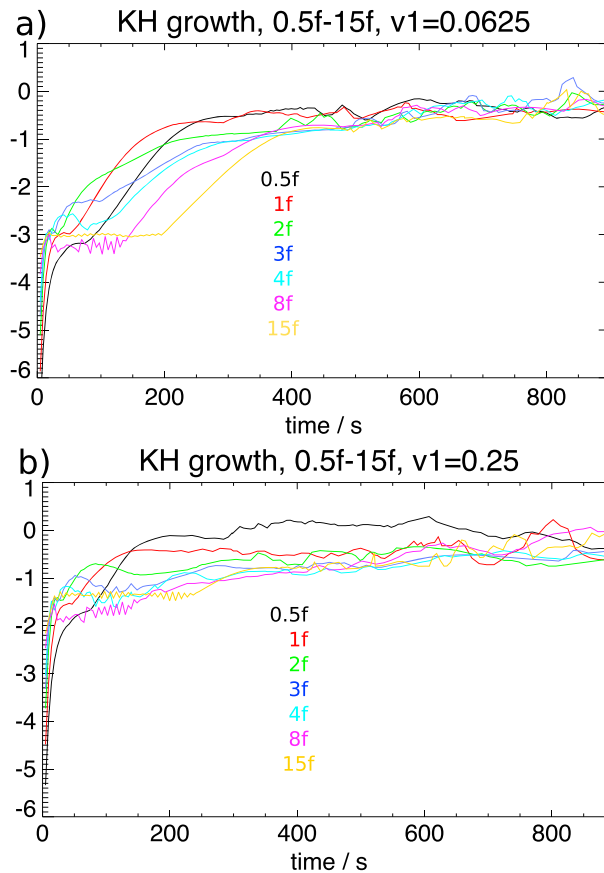 a)
KH growth, 0.5f-15f, v1=0.0625
1
0
-1
-2
-3
-4
-5
-6
0.5f
1f
2f
3f
4f
8f
15f
0 200 400 600 800
time / s
b)
KH growth, 0.5f-15f, v1=0.25
1
0
-1
-2
-3
-4
-5
-6
0.5f
1f
2f
3f
4f
8f
15f
0 200 400 600 800
time / s